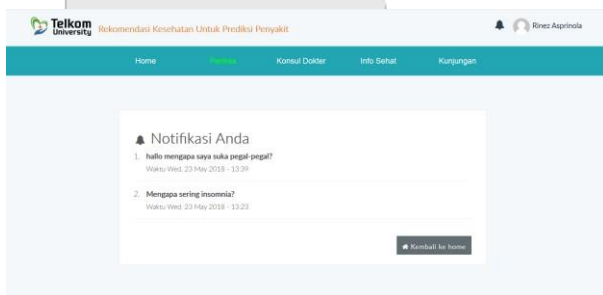 Telkom
University
Rekomendasi Kesehatan Untuk Prediksi Penyakit
Rinez Asprinola
Home Periksa Konsul Dokter Info Sehat Kunjungan
Notifikasi Anda
1. hallo mengapa saya suka pegal-pegal?
Waktu Wed, 23 May 2018 - 13:39
2. Mengapa sering insomnia?
Waktu Wed, 23 May 2018 - 13:23
Kembali ke home